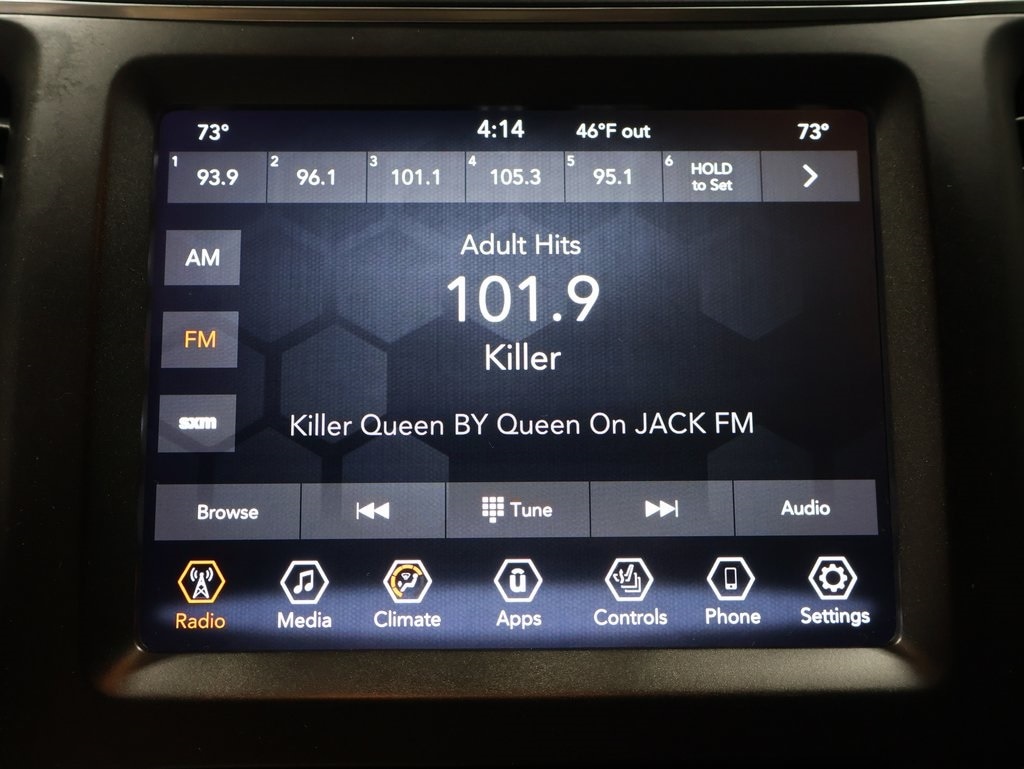 73° 4:14 46°F out 73°
1 93.9 2 96.1 3 101.1 4 105.3 5 95.1 6 HOLD
to Set
AM
Adult Hits
101.9
FM
Killer
sxm
Killer Queen BY Queen On JACK FM
Browse Tune Audio
Radio Media Climate Apps Controls Phone Settings